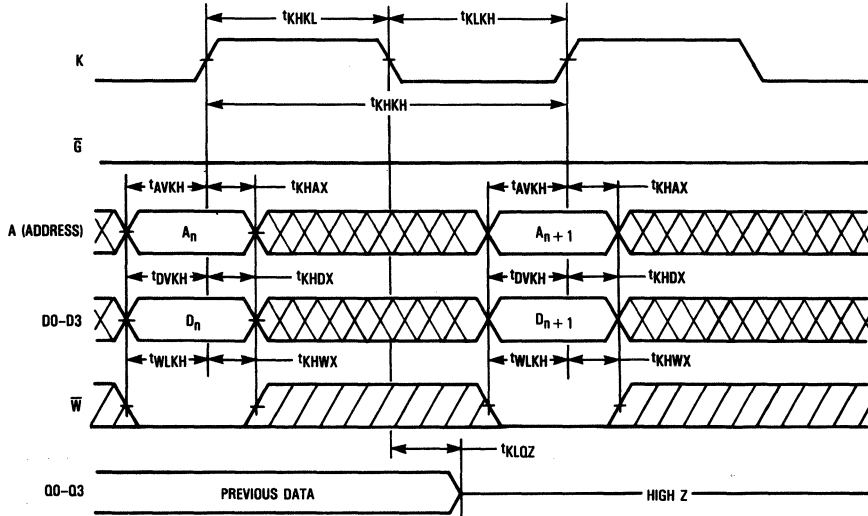 tKHKL tKLKH
K
tKHKH
G̅
tAVKH tKHAX tAVKH tKHAX
A (ADDRESS) An An + 1
tDVKH tKHDX tDVKH tKHDX
D0–D3 Dn Dn + 1
tWLKH tKHWX tWLKH tKHWX
W̅
tKLQZ
Q0–Q3 PREVIOUS DATA HIGH Z